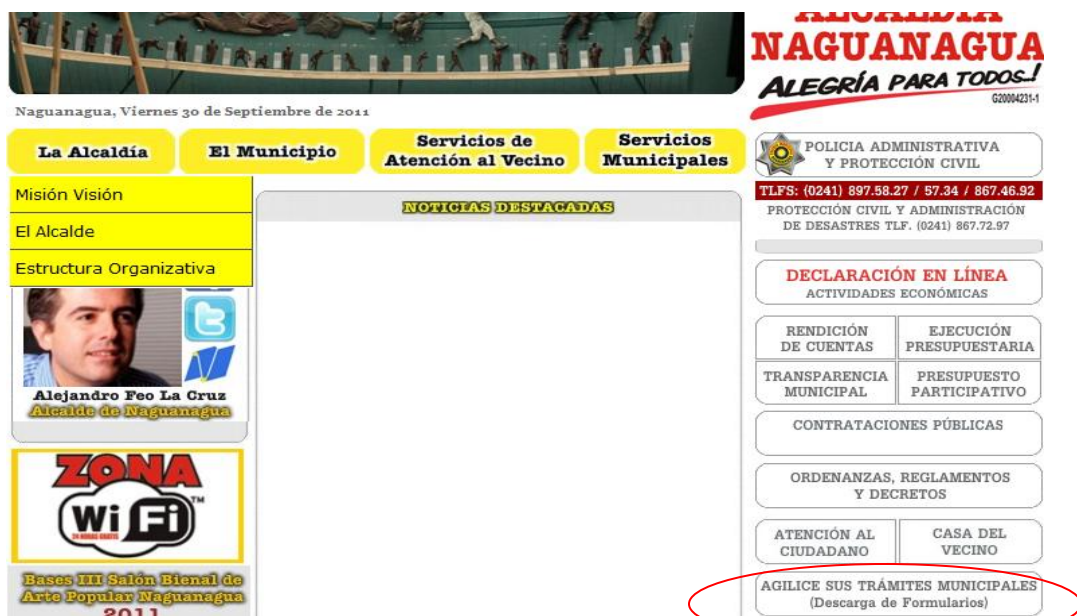 ALCALDÍA
NAGUANAGUA
ALEGRÍA PARA TODOS..!
G20004231-1
Naguanagua, Viernes 30 de Septiembre de 2011
La Alcaldía
El Municipio
Servicios de
Atención al Vecino
Servicios
Municipales
Misión Visión
El Alcalde
Estructura Organizativa
Alejandro Feo La Cruz
Alcalde de Naguanagua
ZONA
Wi Fi
TM
24 HORAS GRATIS
Bases III Salón Bienal de
Arte Popular Naguanagua
2011
NOTICIAS DESTACADAS
POLICIA ADMINISTRATIVA
Y PROTECCIÓN CIVIL
TLFS: (0241) 897.58.27 / 57.34 / 867.46.92
PROTECCIÓN CIVIL Y ADMINISTRACIÓN
DE DESASTRES TLF. (0241) 867.72.97
DECLARACIÓN EN LÍNEA
ACTIVIDADES ECONÓMICAS
RENDICIÓN
DE CUENTAS
EJECUCIÓN
PRESUPUESTARIA
TRANSPARENCIA
MUNICIPAL
PRESUPUESTO
PARTICIPATIVO
CONTRATACIONES PÚBLICAS
ORDENANZAS, REGLAMENTOS
Y DECRETOS
ATENCIÓN AL
CIUDADANO
CASA DEL
VECINO
AGILICE SUS TRÁMITES MUNICIPALES
(Descarga de Formularios)